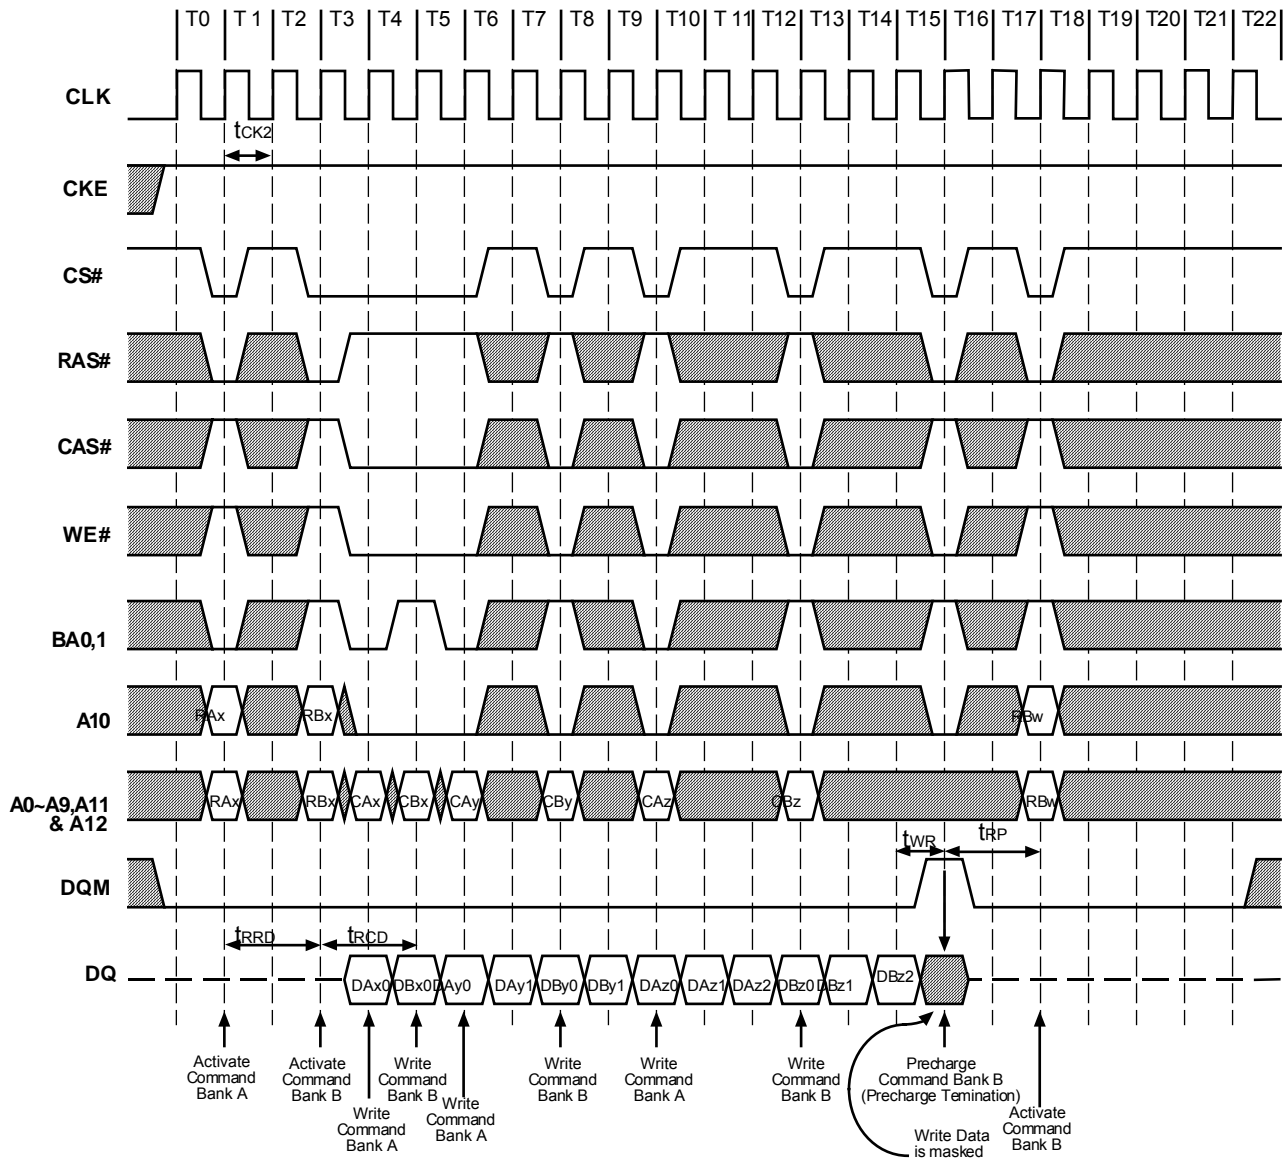 T0 T 1 T2 T3 T4 T5 T6 T7 T8 T9 T10 T 11 T12 T13 T14 T15 T16 T17 T18 T19 T20 T21 T22
CLK
tCK2
CKE
CS#
RAS#
CAS#
WE#
BA0,1
A10
RAx RBx RBw
A0~A9,A11
& A12
RAx RBx CAx CBx CAy CBy CAz CBz RBw
tWR tRP
DQM
tRRD tRCD
DQ
DAx0 DBx0 DAy0 DAy1 DBy0 DBy1 DAz0 DAz1 DAz2 DBz0 DBz1 DBz2
Activate
Command
Bank A
Activate
Command
Bank B
Write
Command
Bank A
Write
Command
Bank B
Write
Command
Bank A
Write
Command
Bank B
Write
Command
Bank A
Write
Command
Bank B
Precharge
Command Bank B
(Precharge Temination)
Write Data
is masked
Activate
Command
Bank B